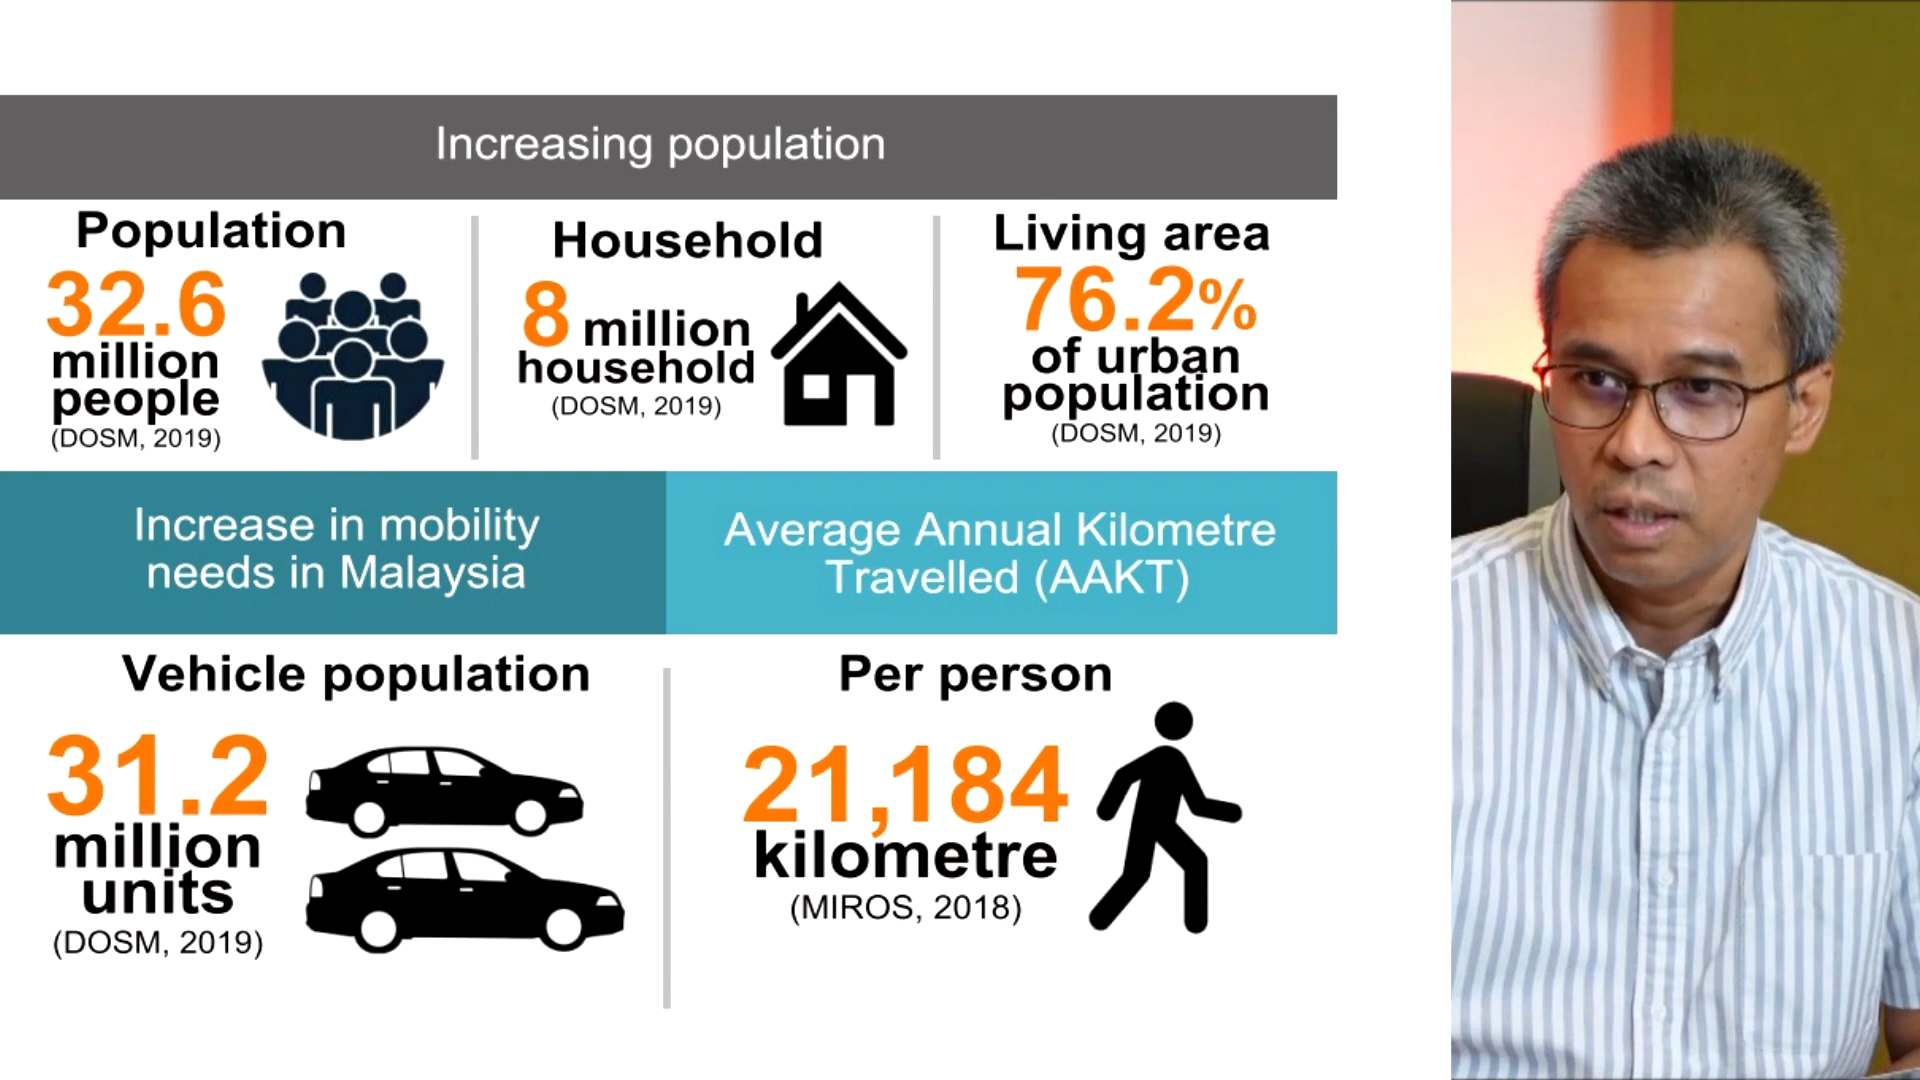 Increasing population
Population
32.6
million
people
(DOSM, 2019)
Household
8 million
household
(DOSM, 2019)
Living area
76.2%
of urban
population
(DOSM, 2019)
Increase in mobility
needs in Malaysia
Average Annual Kilometre
Travelled (AAKT)
Vehicle population
31.2
million
units
(DOSM, 2019)
Per person
21,184
kilometre
(MIROS, 2018)